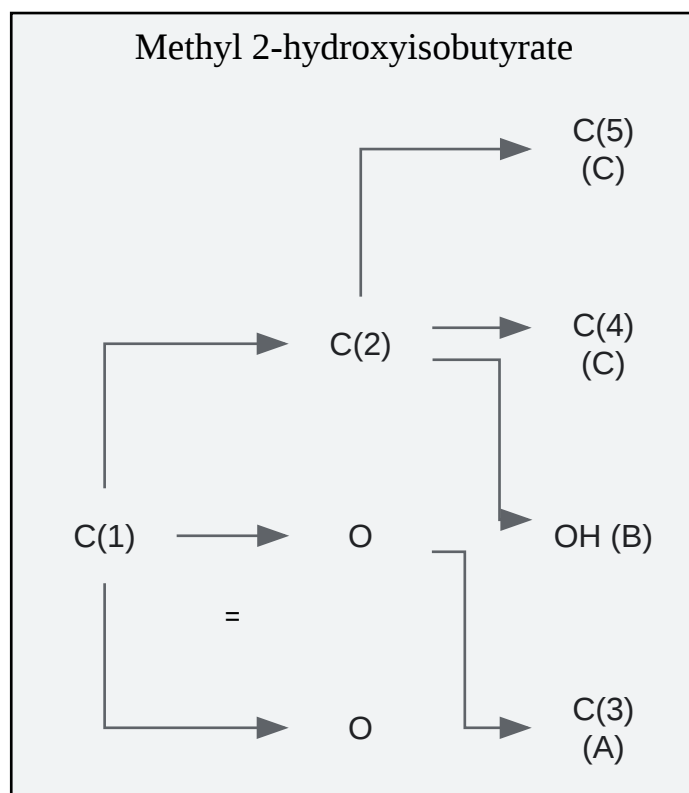 Methyl 2-hydroxyisobutyrate
C(5)
(C)
C(2)
C(4)
(C)
C(1)
O
OH (B)
=
O
C(3)
(A)